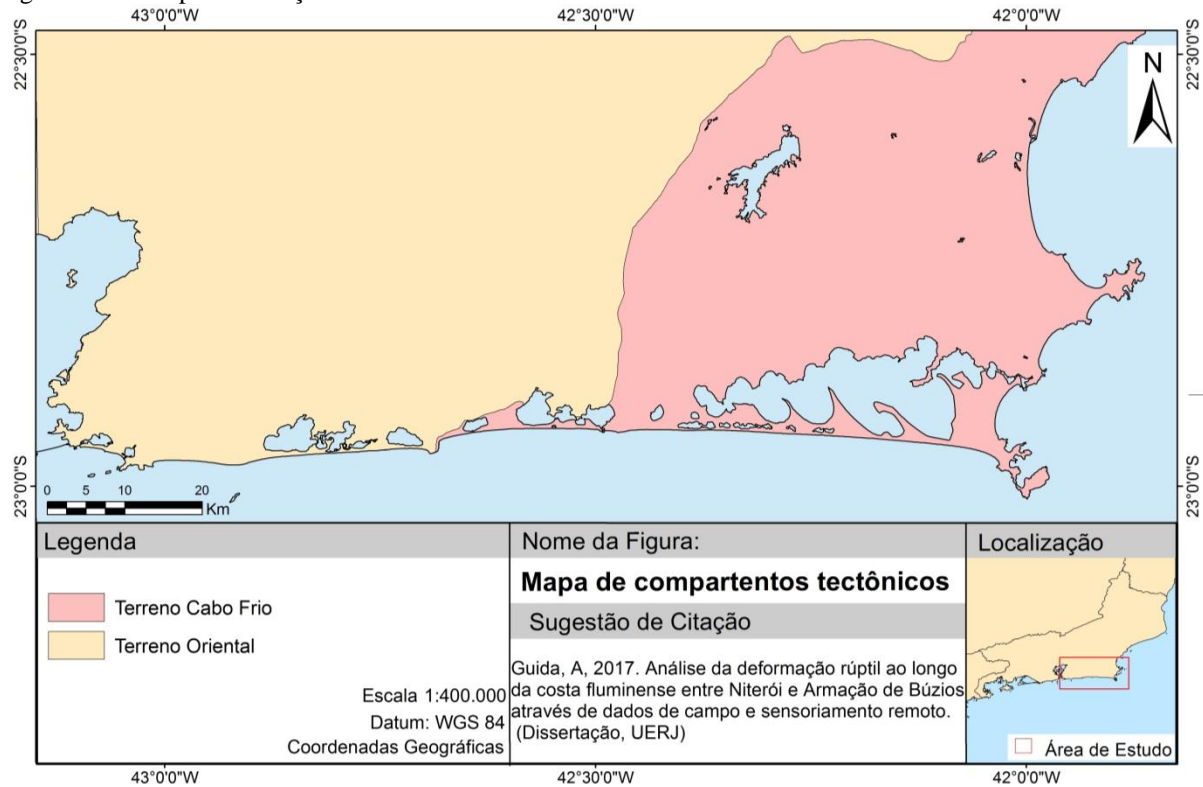 43°0'0"W 42°30'0"W 42°0'0"W
22°30'0"S 22°30'0"S
N
23°0'0"S 23°0'0"S
0 5 10 20
Km
Legenda
Terreno Cabo Frio
Terreno Oriental
Escala 1:400.000
Datum: WGS 84
Coordenadas Geográficas
Nome da Figura:
Mapa de compartentos tectônicos
Sugestão de Citação
Guida, A, 2017. Análise da deformação rúptil ao longo
da costa fluminense entre Niterói e Armação de Búzios
através de dados de campo e sensoriamento remoto.
(Dissertação, UERJ)
Localização
Área de Estudo
43°0'0"W 42°30'0"W 42°0'0"W